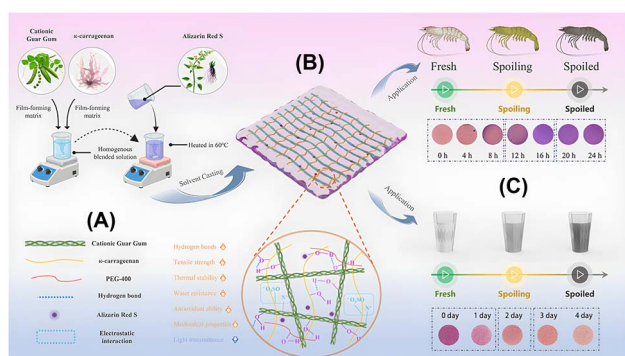 Cationic
Guar Gum
κ-carrageenan
Alizarin Red S
Film-forming
matrix
Film-forming
matrix
Homogenous
blended solution
Heated in 60℃
Solvent Casting
(A)
Cationic Guar Gum
κ-carrageenan
PEG-400
Hydrogen bond
Alizarin Red S
Electrostatic
interaction
Hydrogen bonds
Tensile strength
Thermal stability
Water resistance
Antioxidant ability
Mechanical properties
Light transmittance
(B)
Application
Application
Fresh Spoiling Spoiled
Fresh Spoiling Spoiled
0 h 4 h 8 h 12 h 16 h 20 h 24 h
(C)
Fresh Spoiling Spoiled
0 day 1 day 2 day 3 day 4 day